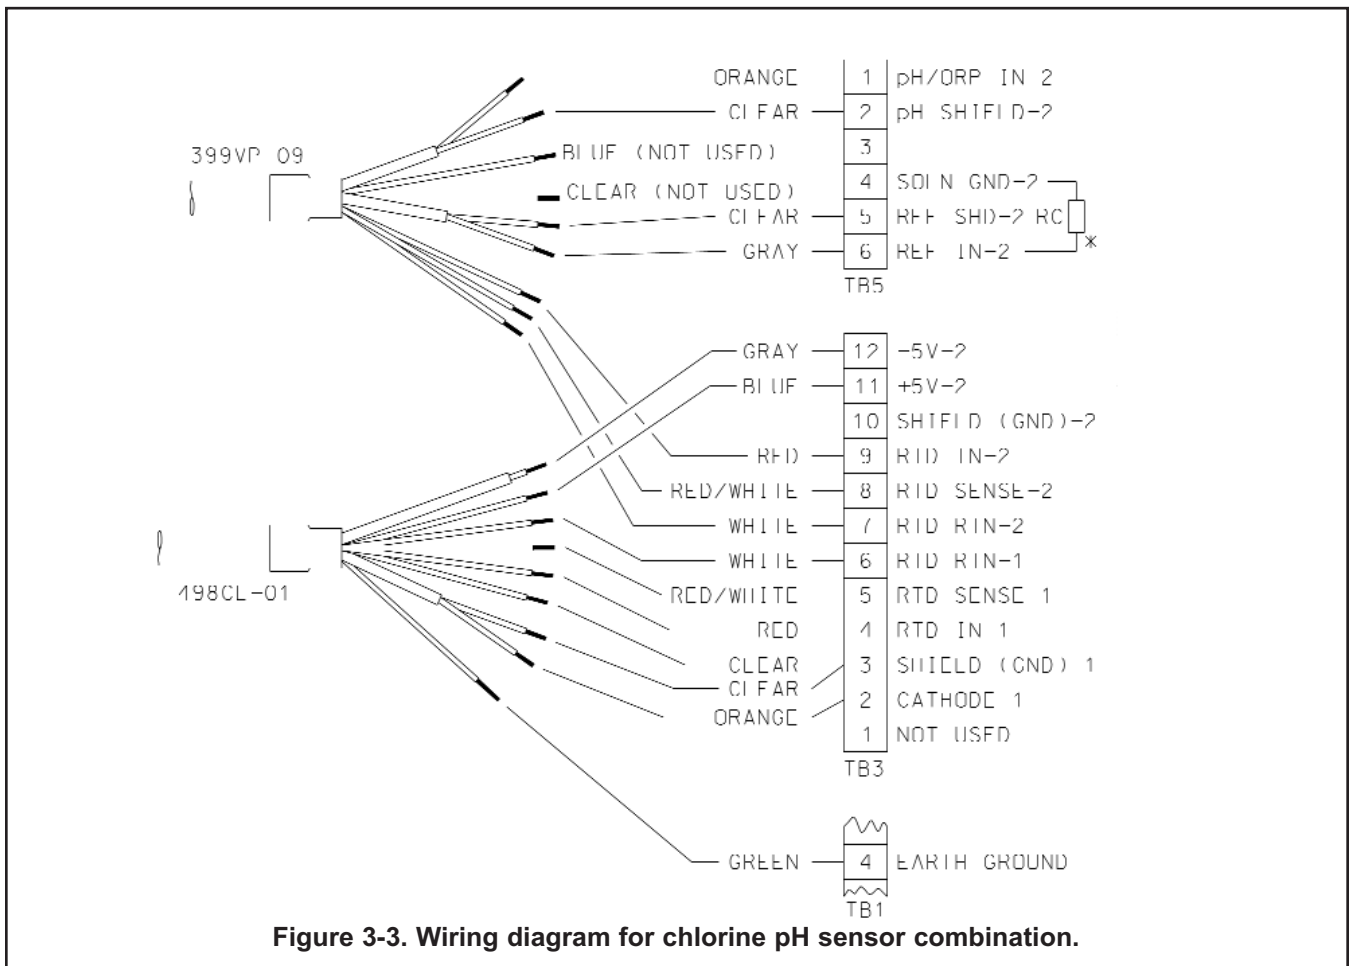 ORANGE 1 pH/ORP IN 2
CLEAR 2 pH SHIELD-2
399VP 09
BLUE (NOT USED) 3
CLEAR (NOT USED) 4 SOLN GND-2
CLEAR 5 REF SHD-2 RC
GRAY 6 REF IN-2 *
TB5
GRAY 12 -5V-2
BLUE 11 +5V-2
10 SHIELD (GND)-2
RED 9 RTD IN-2
RED/WHITE 8 RTD SENSE-2
WHITE 7 RTD RTN-2
WHITE 6 RTD RTN-1
498CL-01
RED/WHITE 5 RTD SENSE 1
RED 4 RTD IN 1
CLEAR 3 SHIELD (GND) 1
CLEAR
ORANGE 2 CATHODE 1
1 NOT USED
TB3
GREEN 4 EARTH GROUND
TB1
Figure 3-3. Wiring diagram for chlorine pH sensor combination.